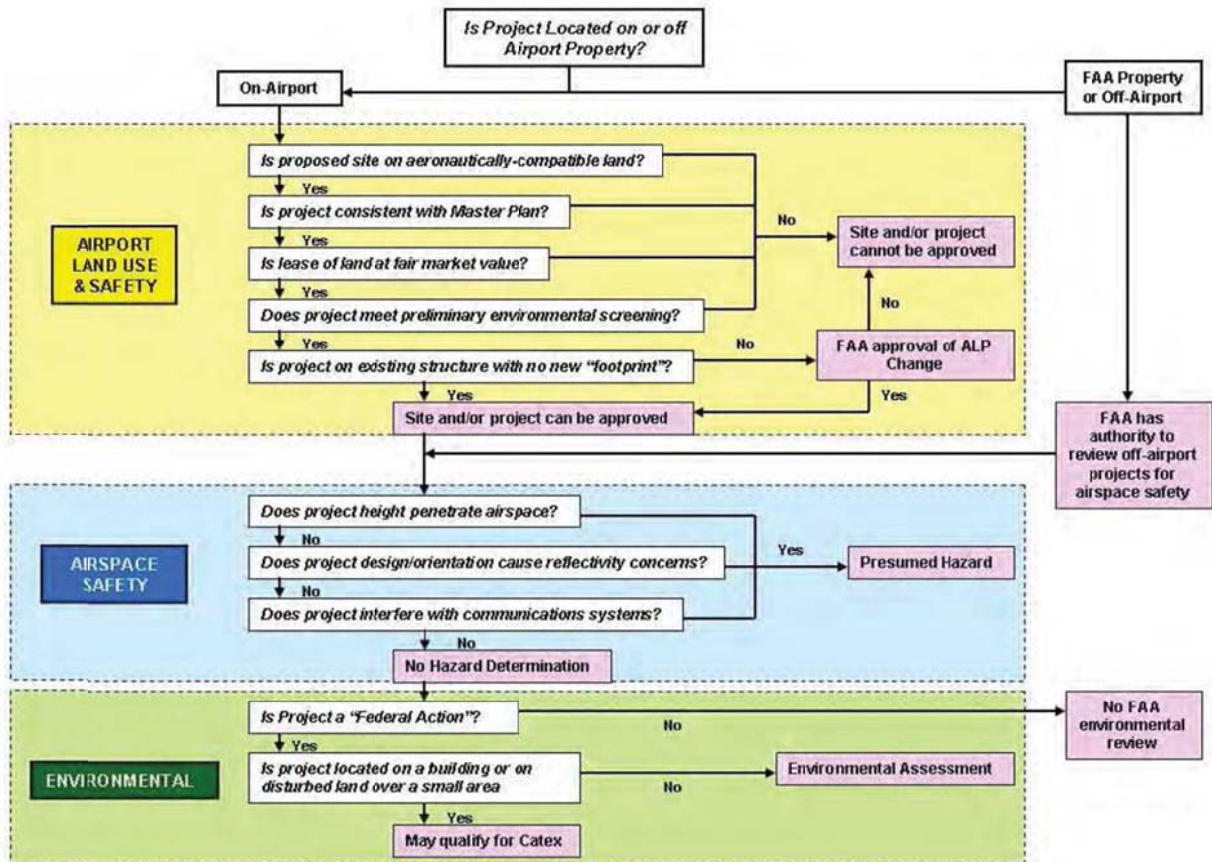 Is Project Located on or off
Airport Property?
On-Airport
FAA Property
or Off-Airport
AIRPORT
LAND USE
& SAFETY
Is proposed site on aeronautically-compatible land?
Yes
Is project consistent with Master Plan?
Yes
Is lease of land at fair market value?
Yes
Does project meet preliminary environmental screening?
Yes
Is project on existing structure with no new “footprint”?
Yes
Site and/or project can be approved
No
Site and/or project
cannot be approved
No
No
FAA approval of ALP
Change
Yes
FAA has
authority to
review off-airport
projects for
airspace safety
AIRSPACE
SAFETY
Does project height penetrate airspace?
No
Does project design/orientation cause reflectivity concerns?
No
Does project interfere with communications systems?
No
No Hazard Determination
Yes
Presumed Hazard
ENVIRONMENTAL
Is Project a “Federal Action”?
No
No FAA
environmental
review
Yes
Is project located on a building or on
disturbed land over a small area
No
Environmental Assessment
Yes
May qualify for Catex